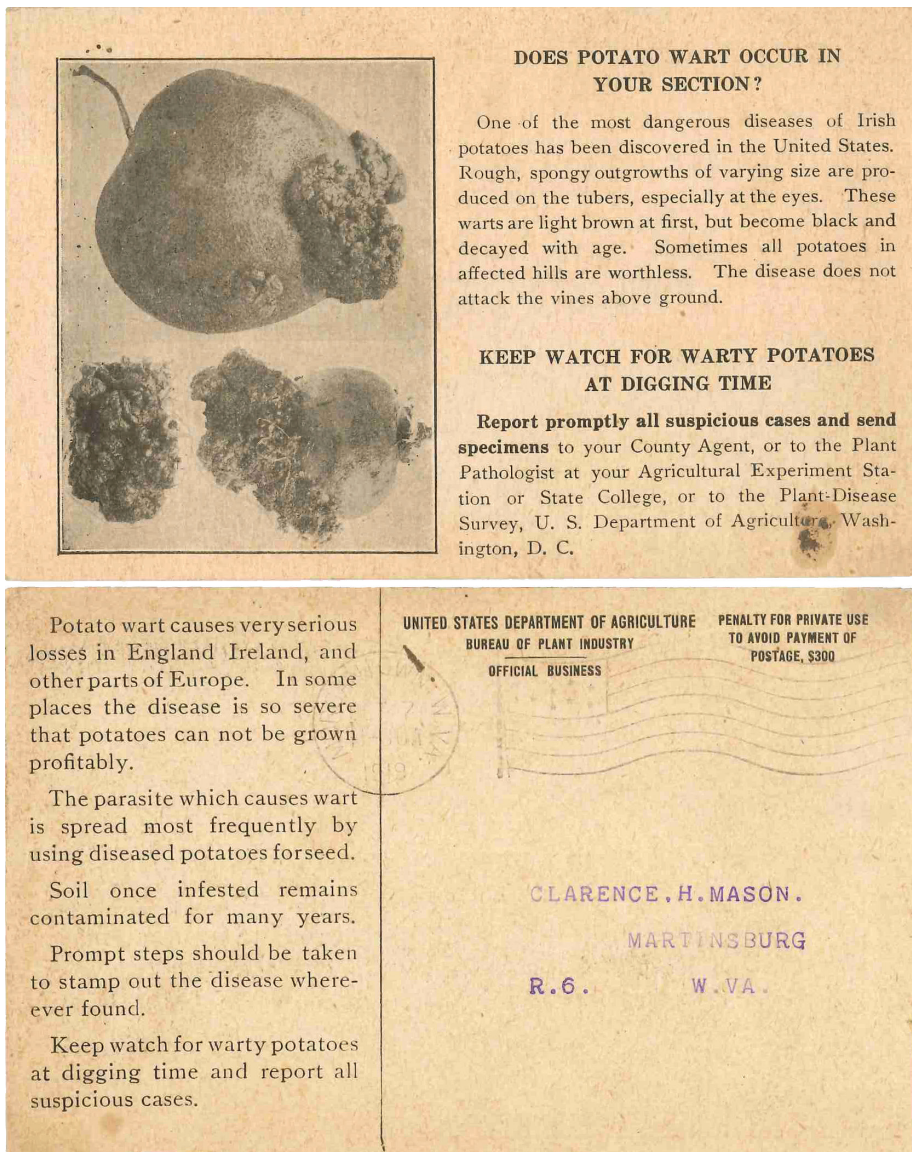 DOES POTATO WART OCCUR IN
YOUR SECTION?
One of the most dangerous diseases of Irish
potatoes has been discovered in the United States.
Rough, spongy outgrowths of varying size are pro-
duced on the tubers, especially at the eyes. These
warts are light brown at first, but become black and
decayed with age. Sometimes all potatoes in
affected hills are worthless. The disease does not
attack the vines above ground.
KEEP WATCH FOR WARTY POTATOES
AT DIGGING TIME
Report promptly all suspicious cases and send
specimens to your County Agent, or to the Plant
Pathologist at your Agricultural Experiment Sta-
tion or State College, or to the Plant-Disease
Survey, U. S. Department of Agriculture, Wash-
ington, D. C.
Potato wart causes very serious
losses in England Ireland, and
other parts of Europe. In some
places the disease is so severe
that potatoes can not be grown
profitably.
The parasite which causes wart
is spread most frequently by
using diseased potatoes for seed.
Soil once infested remains
contaminated for many years.
Prompt steps should be taken
to stamp out the disease where-
ever found.
Keep watch for warty potatoes
at digging time and report all
suspicious cases.
UNITED STATES DEPARTMENT OF AGRICULTURE
BUREAU OF PLANT INDUSTRY
OFFICIAL BUSINESS
PENALTY FOR PRIVATE USE
TO AVOID PAYMENT OF
POSTAGE, $300
1919
CLARENCE.H.MASON.
MARTINSBURG
R.6. W.VA.